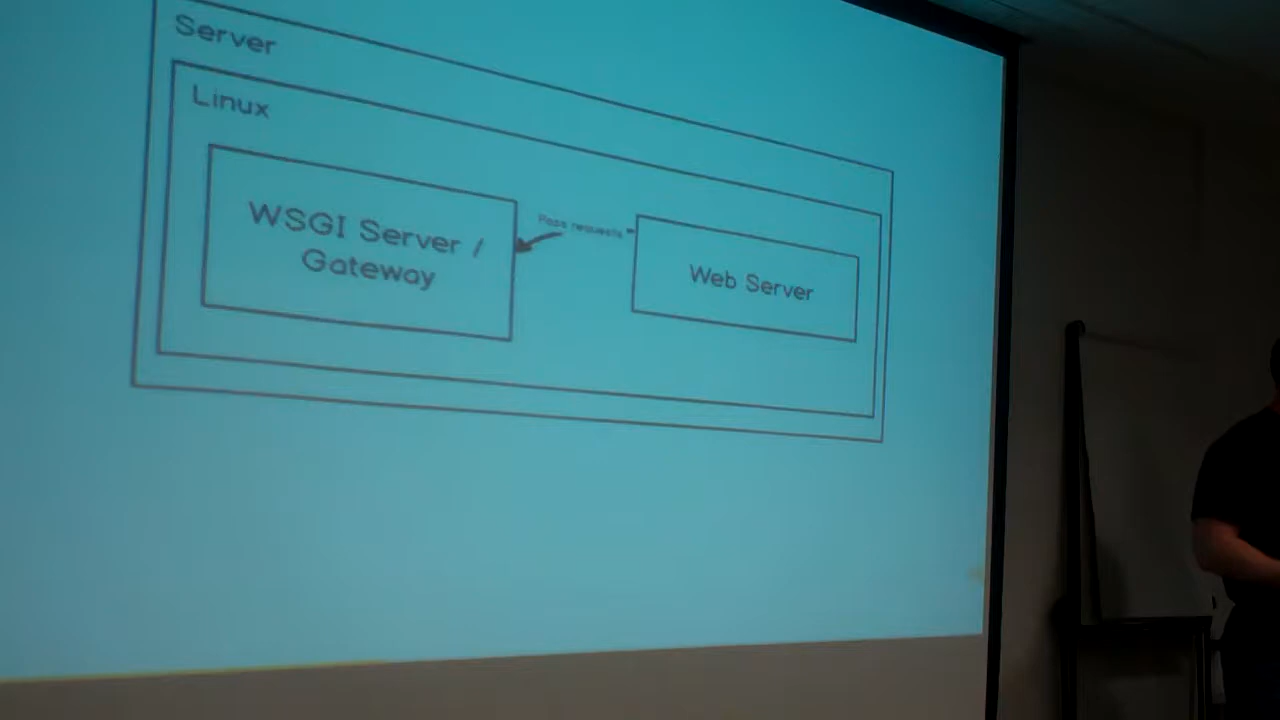 Server
Linux
WSGI Server /
Gateway
Pass requests
Web Server